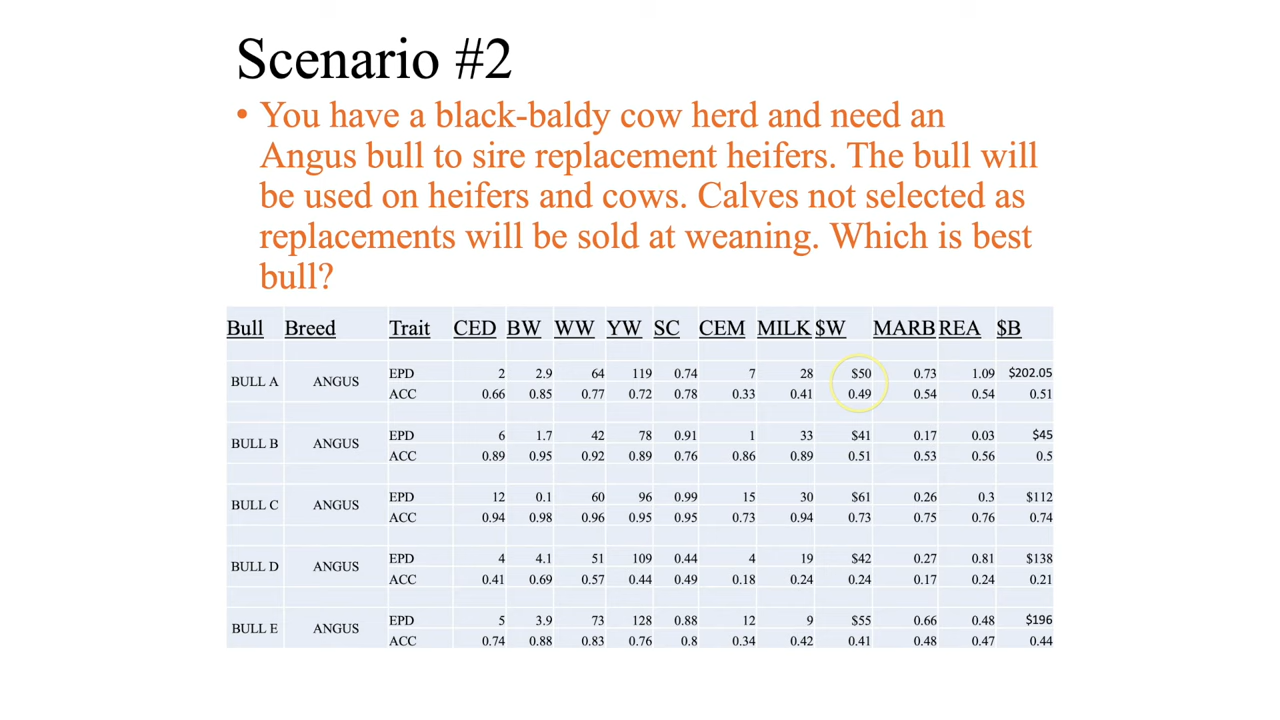 Scenario #2
• You have a black-baldy cow herd and need an
Angus bull to sire replacement heifers. The bull will
be used on heifers and cows. Calves not selected as
replacements will be sold at weaning. Which is best
bull?
Bull Breed Trait CED BW WW YW SC CEM MILK $W MARB REA $B
BULL A ANGUS EPD 2 2.9 64 119 0.74 7 28 $50 0.73 1.09 $202.05
ACC 0.66 0.85 0.77 0.72 0.78 0.33 0.41 0.49 0.54 0.54 0.51
BULL B ANGUS EPD 6 1.7 42 78 0.91 1 33 $41 0.17 0.03 $45
ACC 0.89 0.95 0.92 0.89 0.76 0.86 0.89 0.51 0.53 0.56 0.5
BULL C ANGUS EPD 12 0.1 60 96 0.99 15 30 $61 0.26 0.3 $112
ACC 0.94 0.98 0.96 0.95 0.95 0.73 0.94 0.73 0.75 0.76 0.74
BULL D ANGUS EPD 4 4.1 51 109 0.44 4 19 $42 0.27 0.81 $138
ACC 0.41 0.69 0.57 0.44 0.49 0.18 0.24 0.24 0.17 0.24 0.21
BULL E ANGUS EPD 5 3.9 73 128 0.88 12 9 $55 0.66 0.48 $196
ACC 0.74 0.88 0.83 0.76 0.8 0.34 0.42 0.41 0.48 0.47 0.44